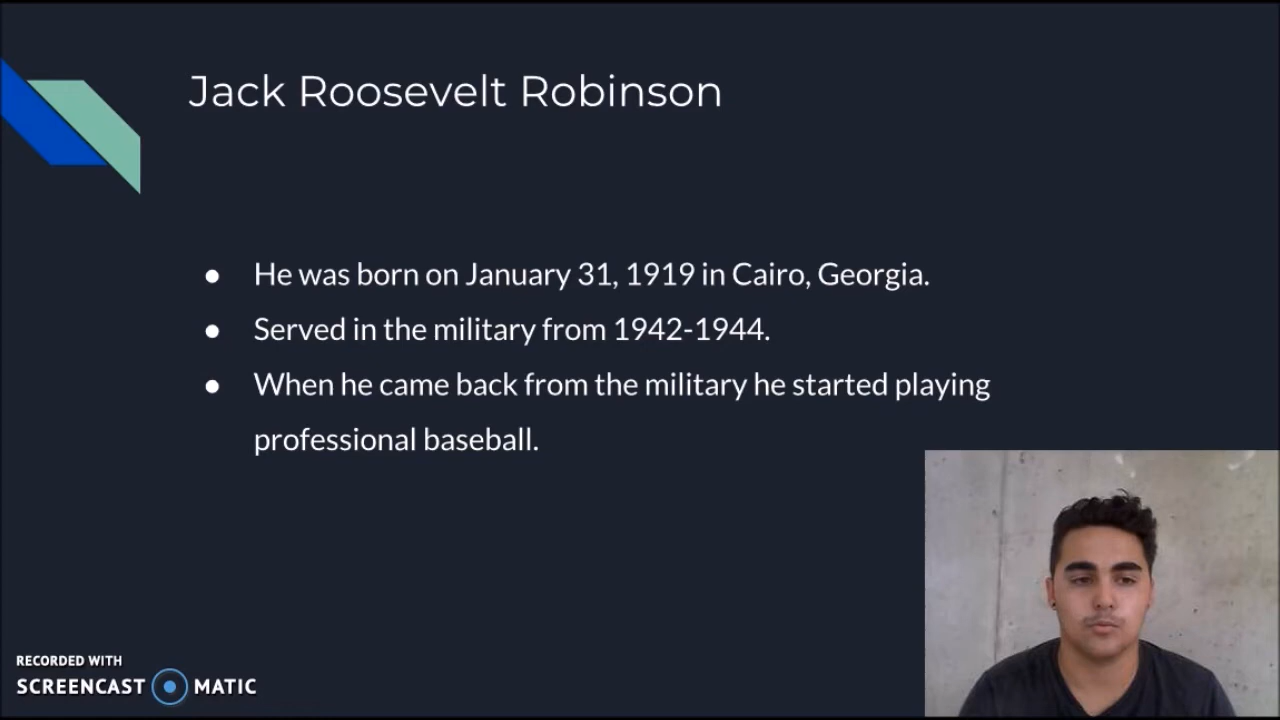 Jack Roosevelt Robinson
● He was born on January 31, 1919 in Cairo, Georgia.
● Served in the military from 1942-1944.
● When he came back from the military he started playing
professional baseball.
RECORDED WITH
SCREENCAST MATIC